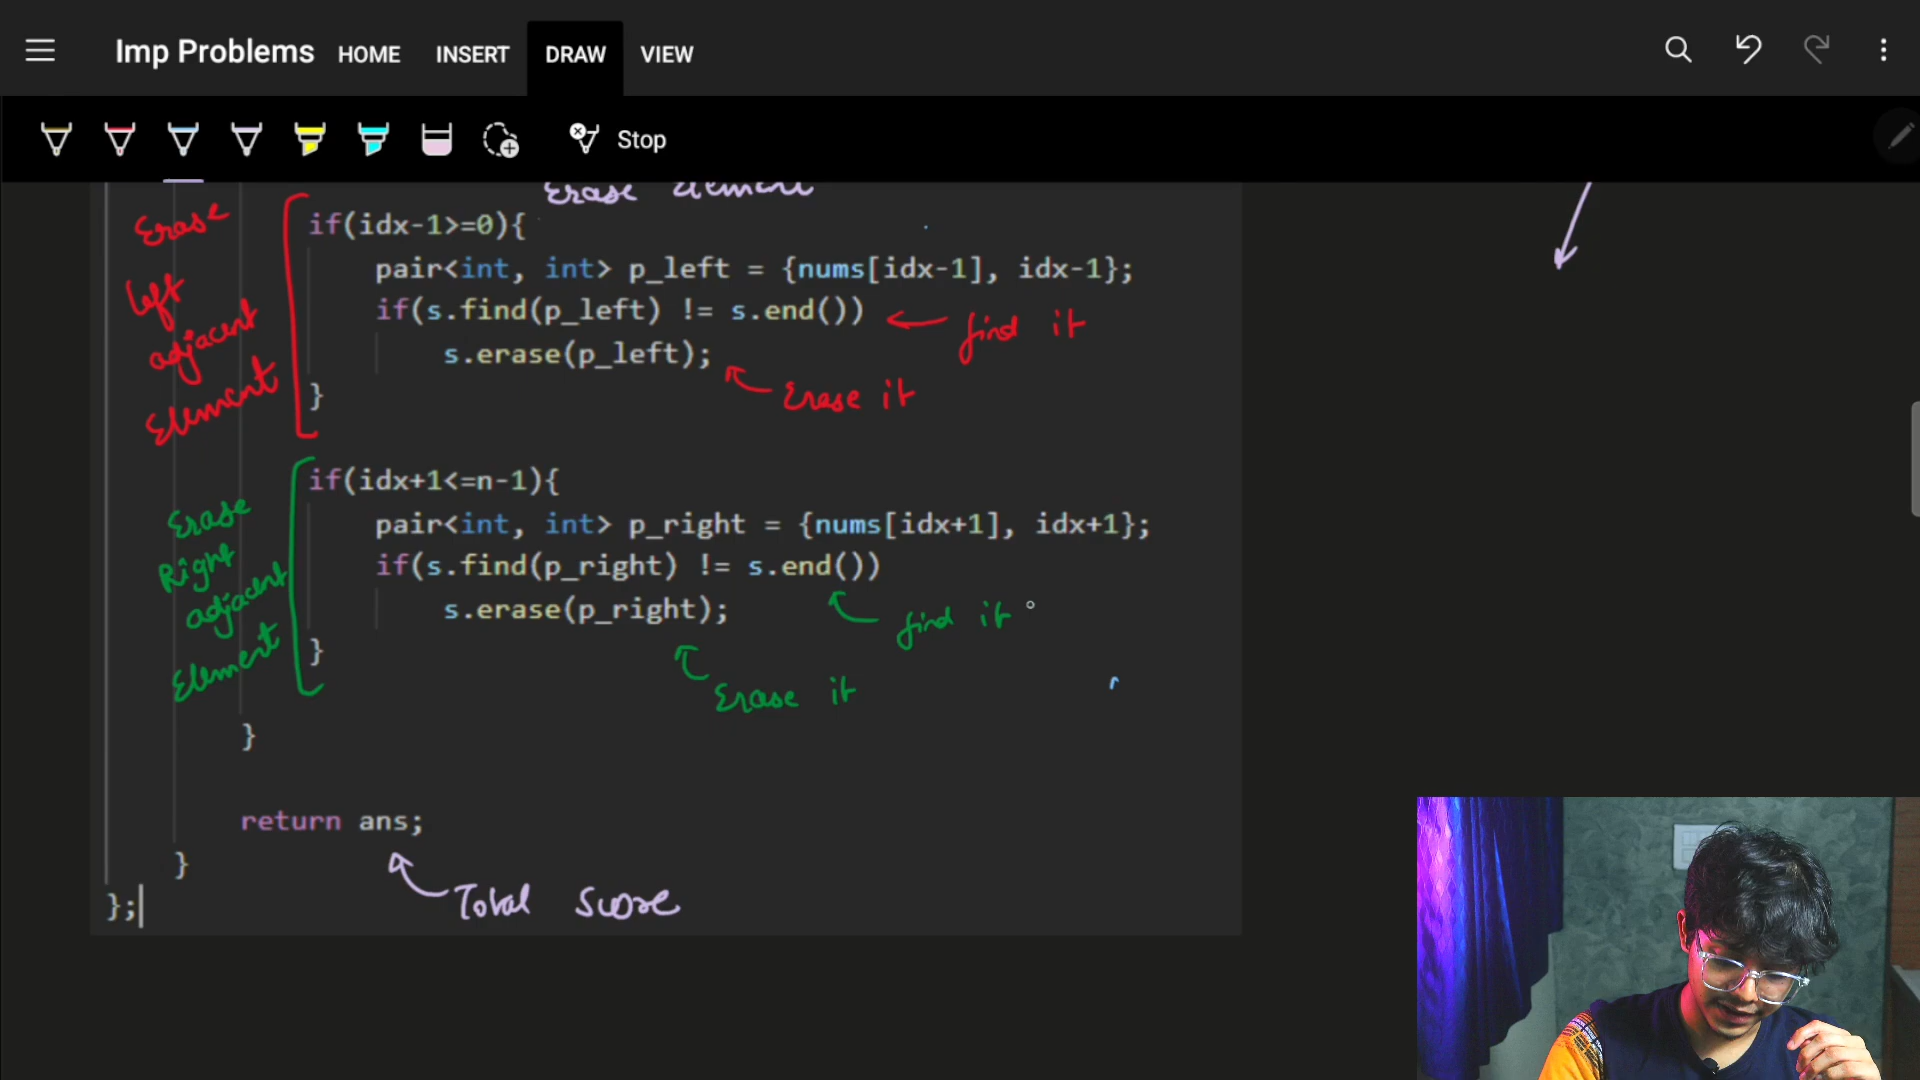 Imp Problems HOME INSERT DRAW VIEW
Stop
Erase Element
Erase
left
adjacent
Element
if(idx-1>=0){
pair<int, int> p_left = {nums[idx-1], idx-1};
if(s.find(p_left) != s.end())
find it
s.erase(p_left);
Erase it
}
Erase
Right
adjacent
Element
if(idx+1<=n-1){
pair<int, int> p_right = {nums[idx+1], idx+1};
if(s.find(p_right) != s.end())
s.erase(p_right);
find it
}
Erase it
}
return ans;
}
Total Score
};